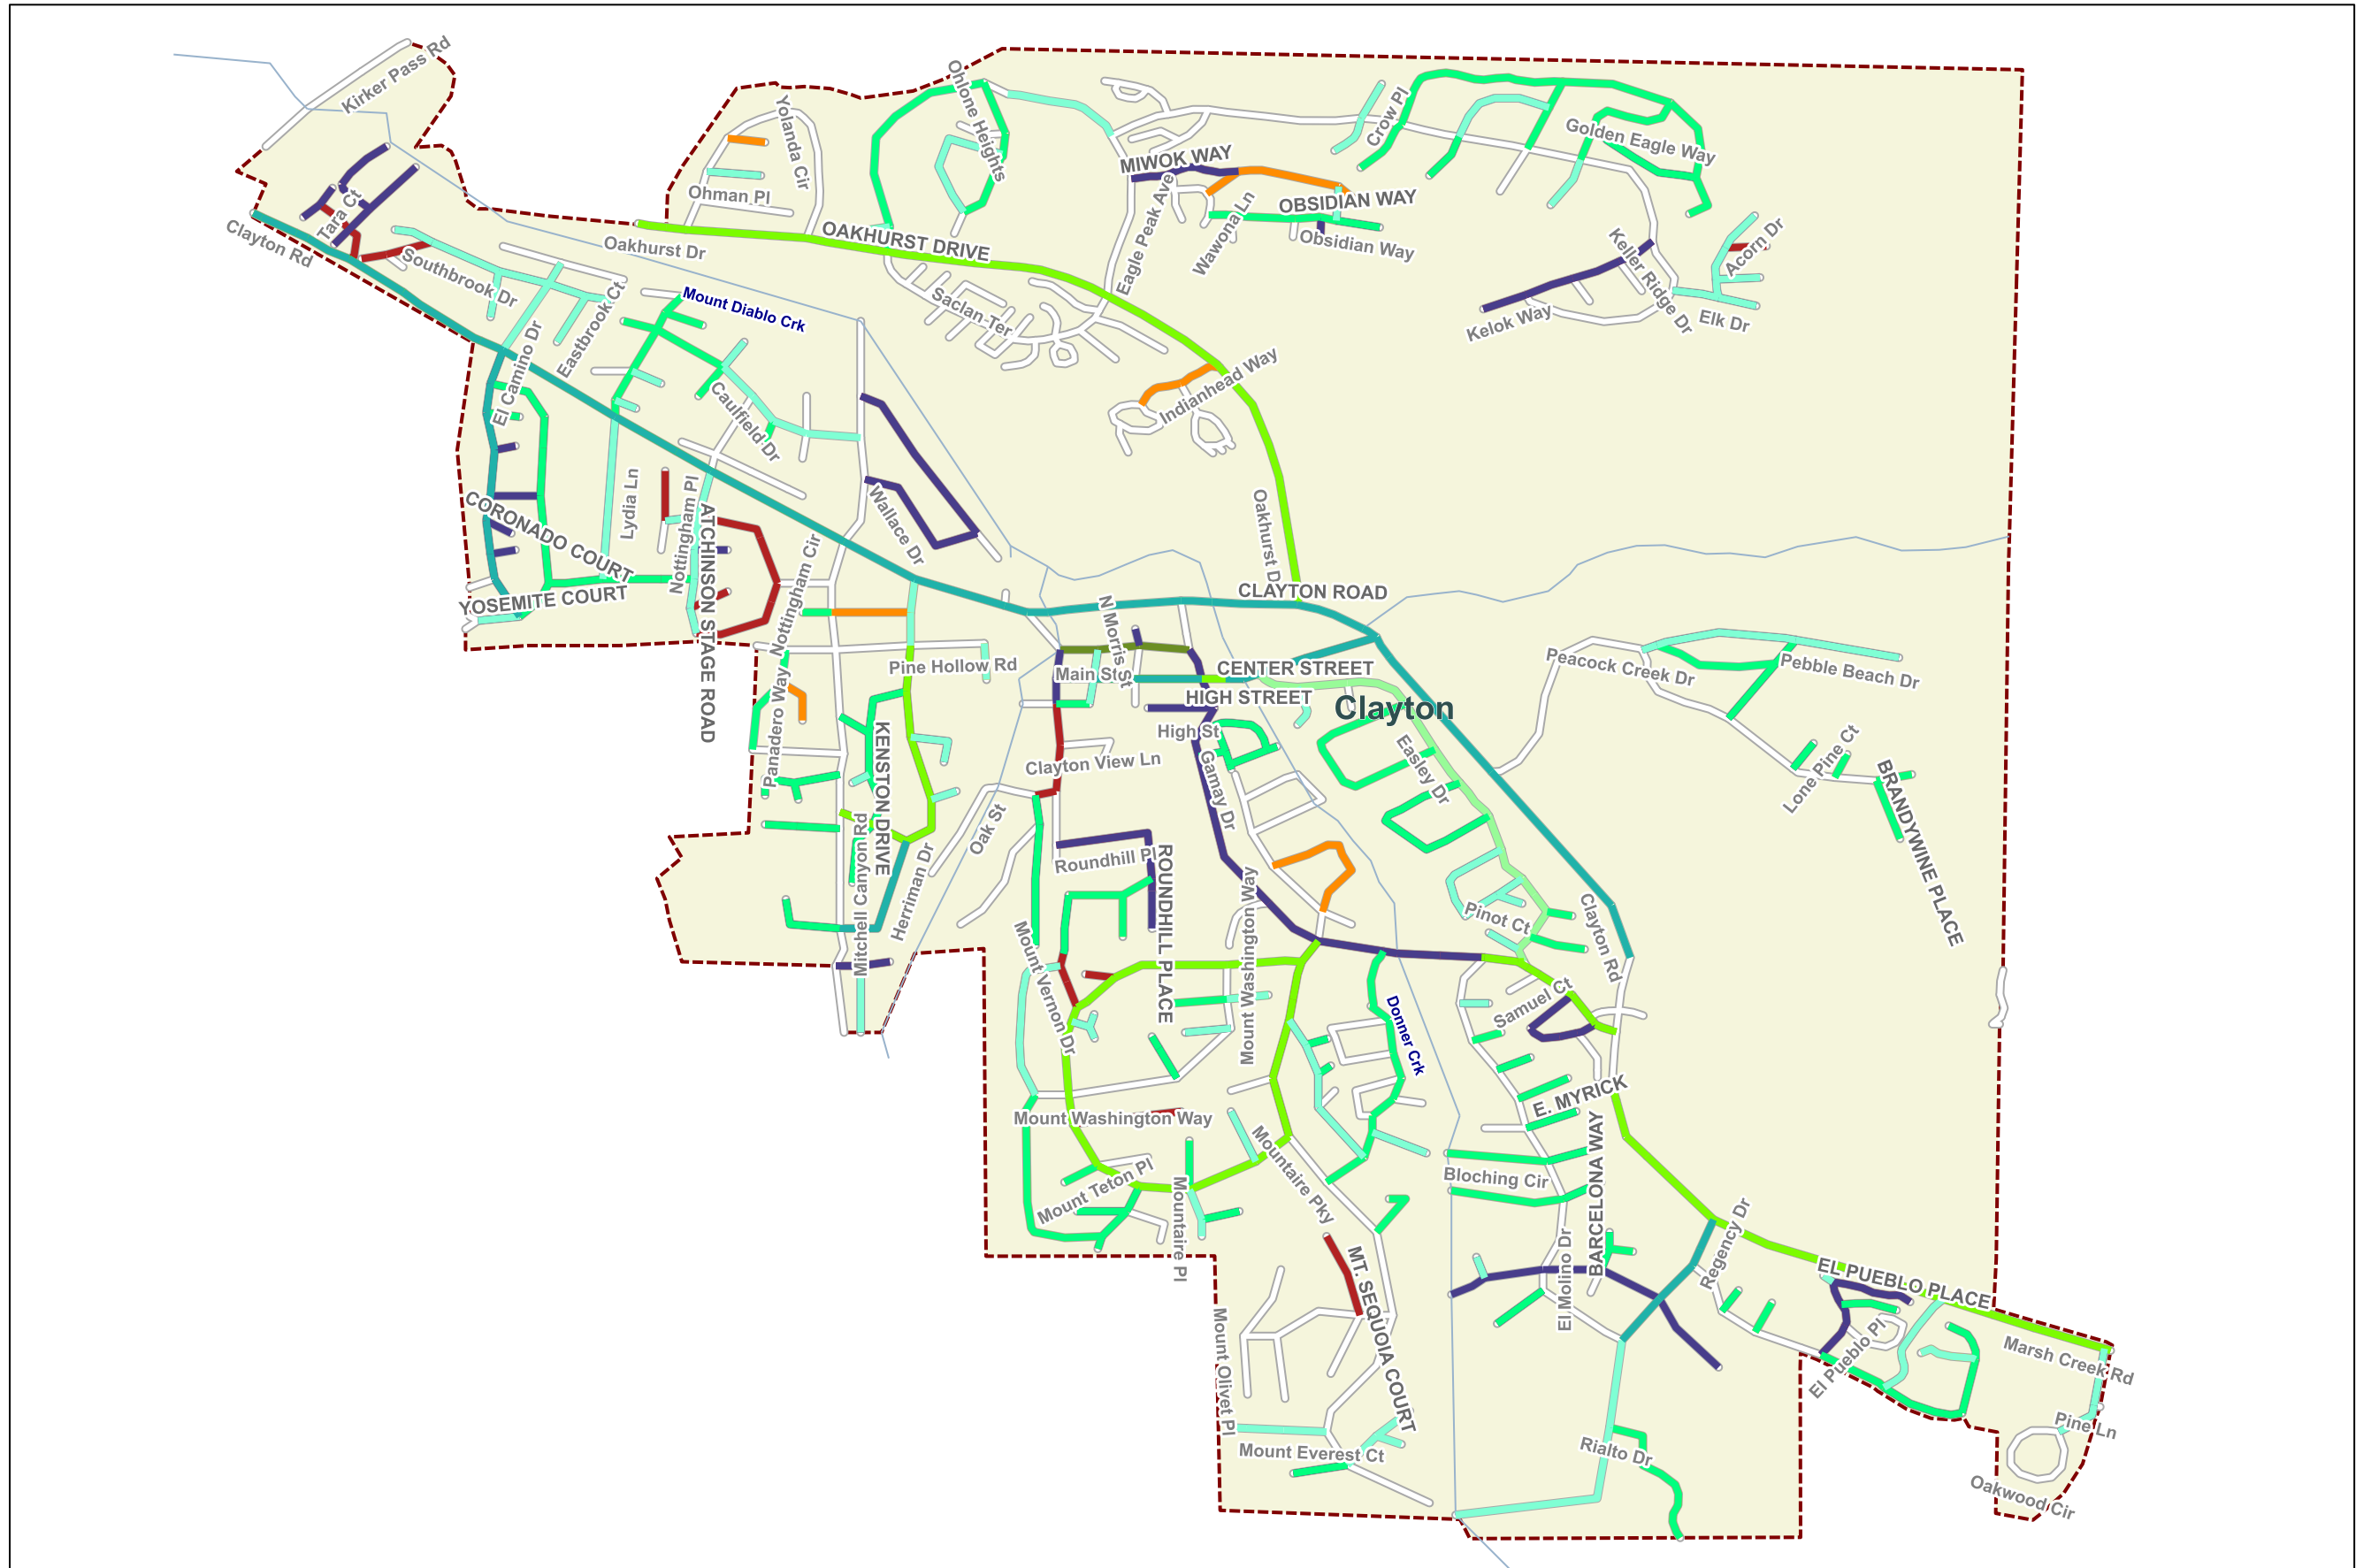 Kirker Pass Rd
Ohlone Heights
Yolanda Cir
Crow Pl
Golden Eagle Way
MIWOK WAY
Tara Ct
Ohman Pl
OBSIDIAN WAY
Clayton Rd
Oakhurst Dr
OAKHURST DRIVE
Eagle Peak Ave
Wawona Ln
Obsidian Way
Keller Ridge Dr
Acorn Dr
Southbrook Dr
Mount Diablo Crk
Saclan Ter
Kelok Way
Elk Dr
El Camino Dr
Eastbrook Ct
Indianhead Way
Caulfield Dr
CORONADO COURT
Lydia Ln
Nottingham Pl
ATCHINSON STAGE ROAD
Wallace Dr
Oakhurst Dr
YOSEMITE COURT
Nottingham Cir
CLAYTON ROAD
N Morris St
Pine Hollow Rd
Main St
CENTER STREET
HIGH STREET
Clayton
Peacock Creek Dr
Pebble Beach Dr
Panadero Way
KENSTON DRIVE
High St
Clayton View Ln
Gamay Dr
Easley Dr
Lone Pine Ct
BRANDYWINE PLACE
Oak St
Mitchell Canyon Rd
Herriman Dr
Roundhill Pl
ROUNDHILL PLACE
Mount Washington Way
Pinot Ct
Clayton Rd
Mount Vernon Dr
Samuel Ct
Donner Crk
E. MYRICK
Mount Washington Way
BARCELONA WAY
Mount Teton Pl
Mountaire Pl
Mountaire Pky
Bloching Cir
El Molino Dr
Regency Dr
EL PUEBLO PLACE
MT. SEQUOIA COURT
Mount Olivet Pl
El Pueblo Pl
Marsh Creek Rd
Mount Everest Ct
Rialto Dr
Pine Ln
Oakwood Cir